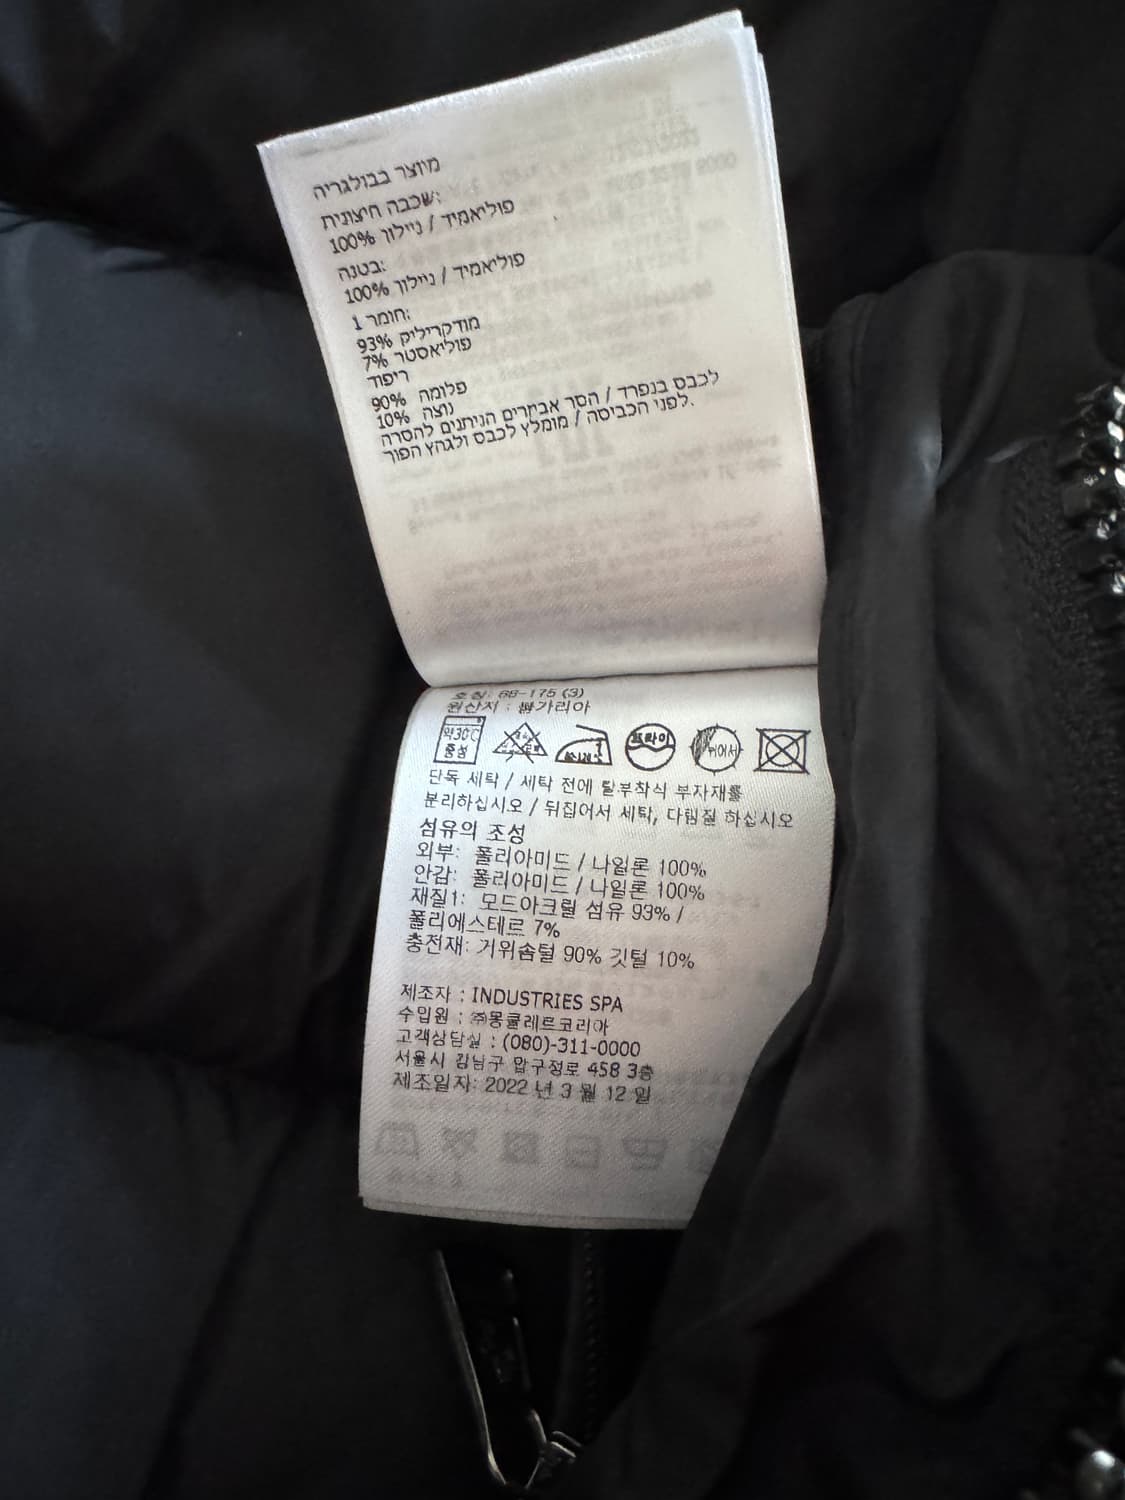 מיוצר בבולגריה
שכבה חיצונית:
100% פוליאמיד / ניילון
בטנה:
100% פוליאמיד / ניילון
חומר 1:
93% מודקריליק
7% פוליאסטר
ריפוד
90% פלומה
10% נוצה
לכבס בנפרד / הסר אביזרים הניתנים להסרה
לפני הכביסה / מומלץ לכבס ולגהץ הפוך.
호칭: 88-175 (3)
원산지 : 불가리아
약30℃ 중성 드라이 뉘어서
단독 세탁 / 세탁 전에 탈부착식 부자재를
분리하십시오 / 뒤집어서 세탁, 다림질 하십시오
섬유의 조성
외부: 폴리아미드 / 나일론 100%
안감: 폴리아미드 / 나일론 100%
재질1: 모드아크릴 섬유 93% /
폴리에스테르 7%
충전재: 거위솜털 90% 깃털 10%
제조자 : INDUSTRIES SPA
수입원 : ㈜몽클레르코리아
고객상담실 : (080)-311-0000
서울시 강남구 압구정로 458 3층
제조일자: 2022 년 3 월 12 일